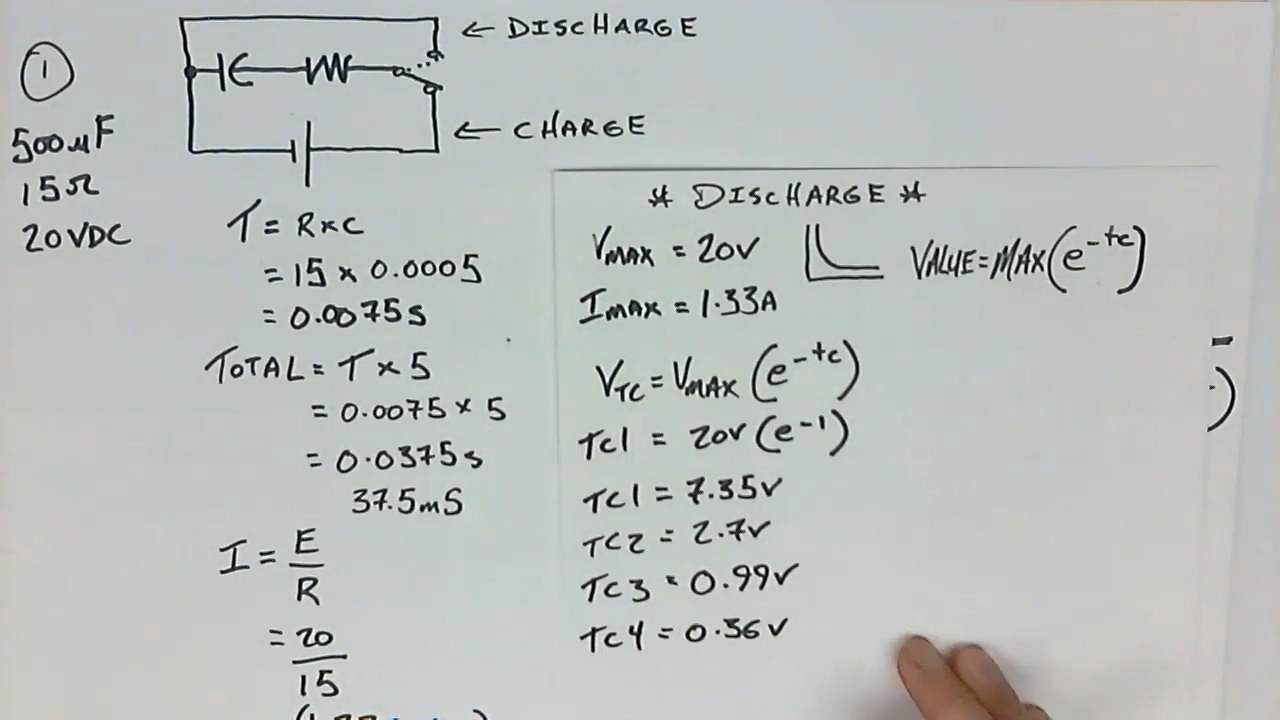 1
500μF
15Ω
20VDC
← DISCHARGE
← CHARGE
T = R×C
= 15 × 0.0005
= 0.0075s
TOTAL = T × 5
= 0.0075 × 5
= 0.0375s
37.5mS
I = E/R
= 20/15
* DISCHARGE *
VMAX = 20V
IMAX = 1.33A
VALUE = MAX(e^-tc)
VTC = VMAX(e^-tc)
TC1 = 20V(e^-1)
TC1 = 7.35V
TC2 = 2.7V
TC3 = 0.99V
TC4 = 0.36V